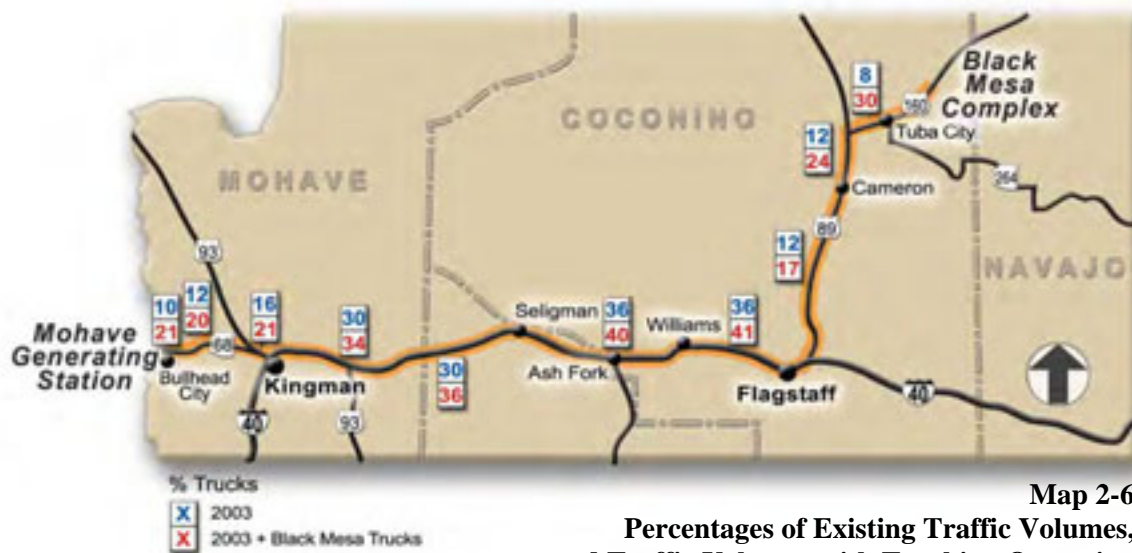 Black
Mesa
Complex
8
30
160
Tuba City
COCONINO
12
24
264
MOHAVE
Cameron
89
93
12
17
NAVAJO
10
21
12
20
16
21
30
34
Seligman
36
40
Williams
36
41
Mohave
Generating
Station
68
Bullhead
City
Kingman
30
36
Ash Fork
Flagstaff
40
40
93
% Trucks
X 2003
X 2003 + Black Mesa Trucks
Map 2-6
Percentages of Existing Traffic Volumes,